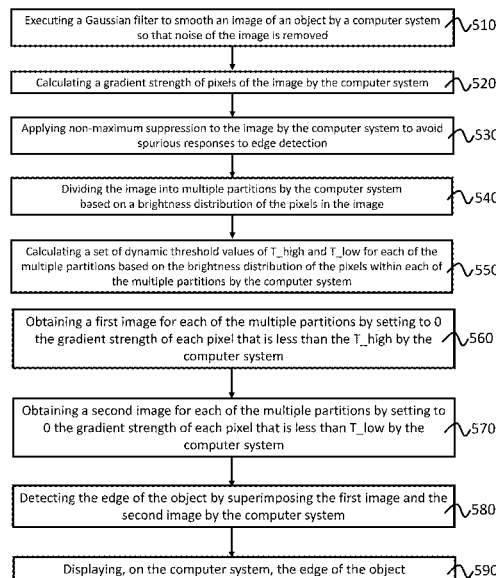 Executing a Gaussian filter to smooth an image of an object by a computer system
so that noise of the image is removed
510
Calculating a gradient strength of pixels of the image by the computer system
520
Applying non-maximum suppression to the image by the computer system to avoid
spurious responses to edge detection
530
Dividing the image into multiple partitions by the computer system
based on a brightness distribution of the pixels in the image
540
Calculating a set of dynamic threshold values of T_high and T_low for each of the
multiple partitions based on the brightness distribution of the pixels within each of
the multiple partitions by the computer system
550
Obtaining a first image for each of the multiple partitions by setting to 0
the gradient strength of each pixel that is less than the T_high by the
computer system
560
Obtaining a second image for each of the multiple partitions by setting to
0 the gradient strength of each pixel that is less than T_low by the
computer system
570
Detecting the edge of the object by superimposing the first image and the
second image by the computer system
580
Displaying, on the computer system, the edge of the object
590